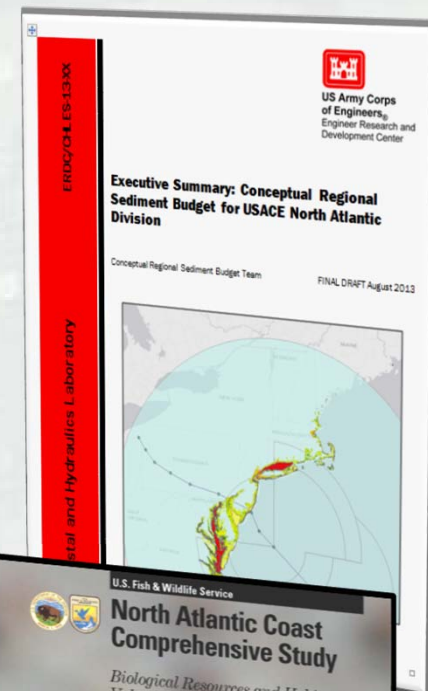 ERDC/CHL ES-13-XX
US Army Corps
of Engineers®
Engineer Research and
Development Center
Executive Summary: Conceptual Regional
Sediment Budget for USACE North Atlantic
Division
Conceptual Regional Sediment Budget Team
FINAL DRAFT August 2013
and Hydraulics Laboratory
U.S. Fish & Wildlife Service
North Atlantic Coast
Comprehensive Study
Biological Resources and